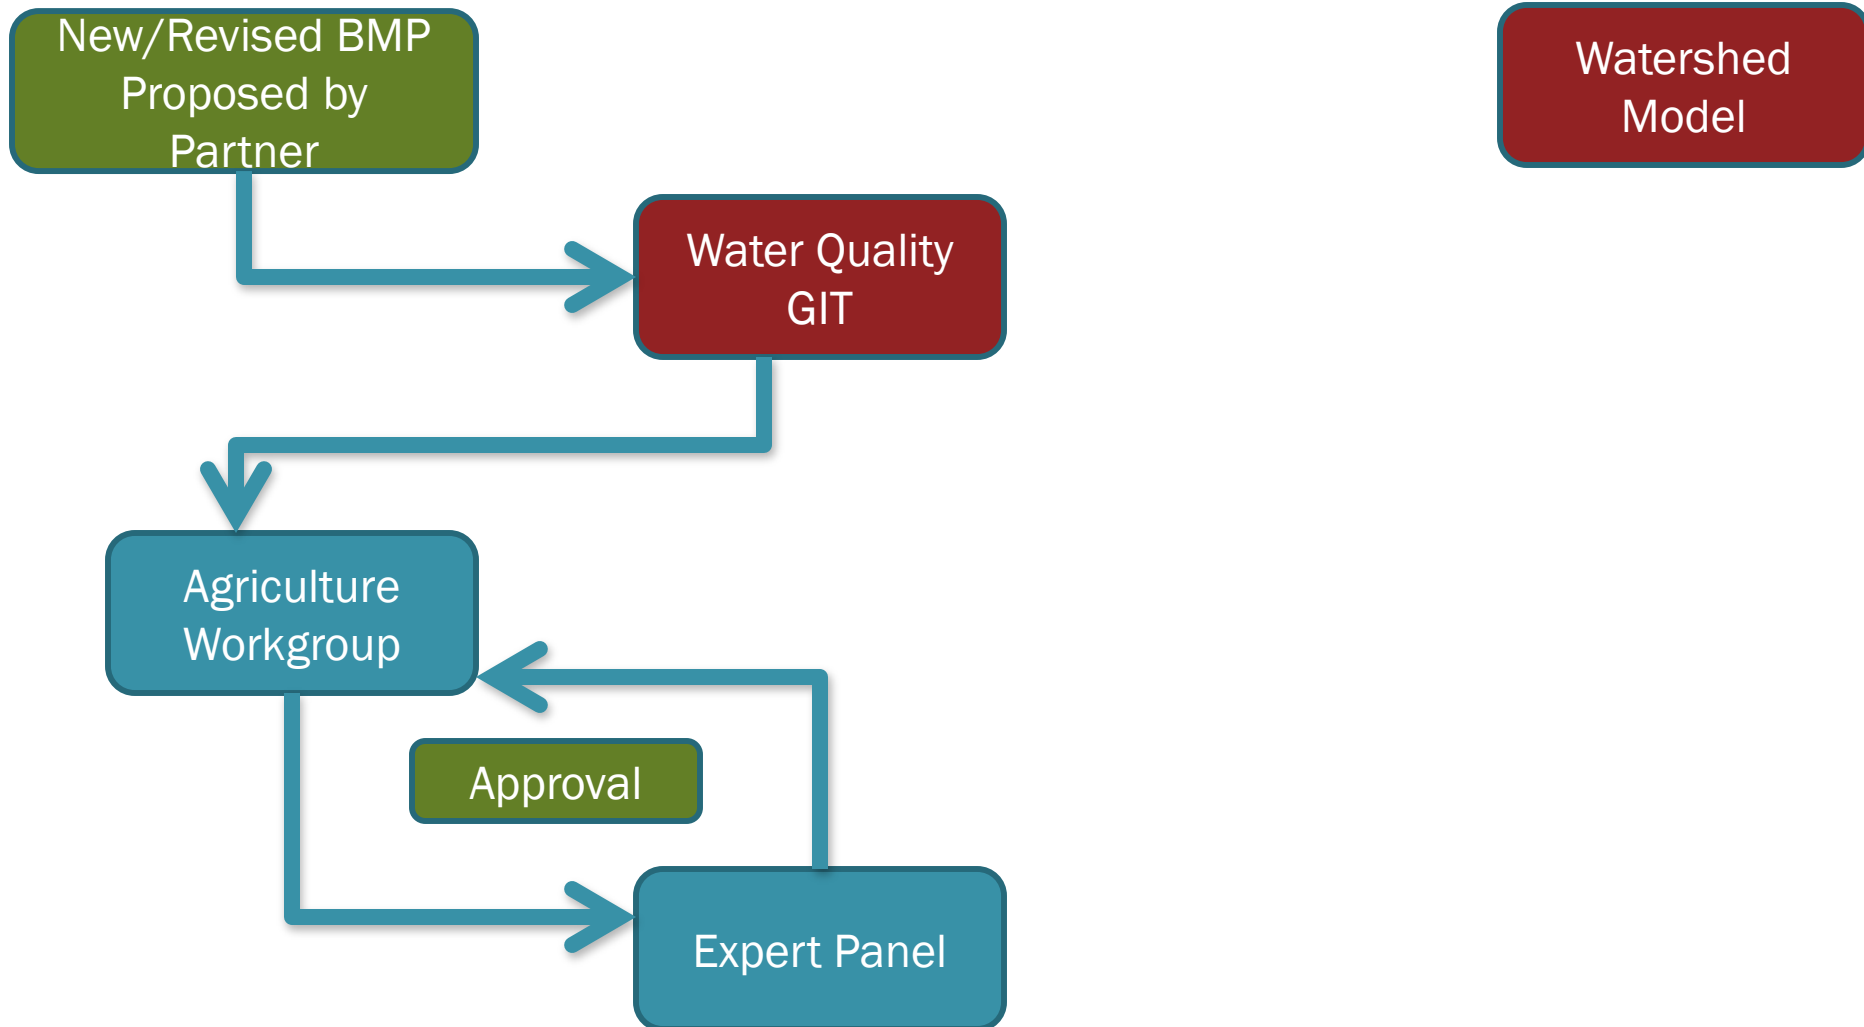 New/Revised BMP
Proposed by
Partner
Watershed
Model
Water Quality
GIT
Agriculture
Workgroup
Approval
Expert Panel